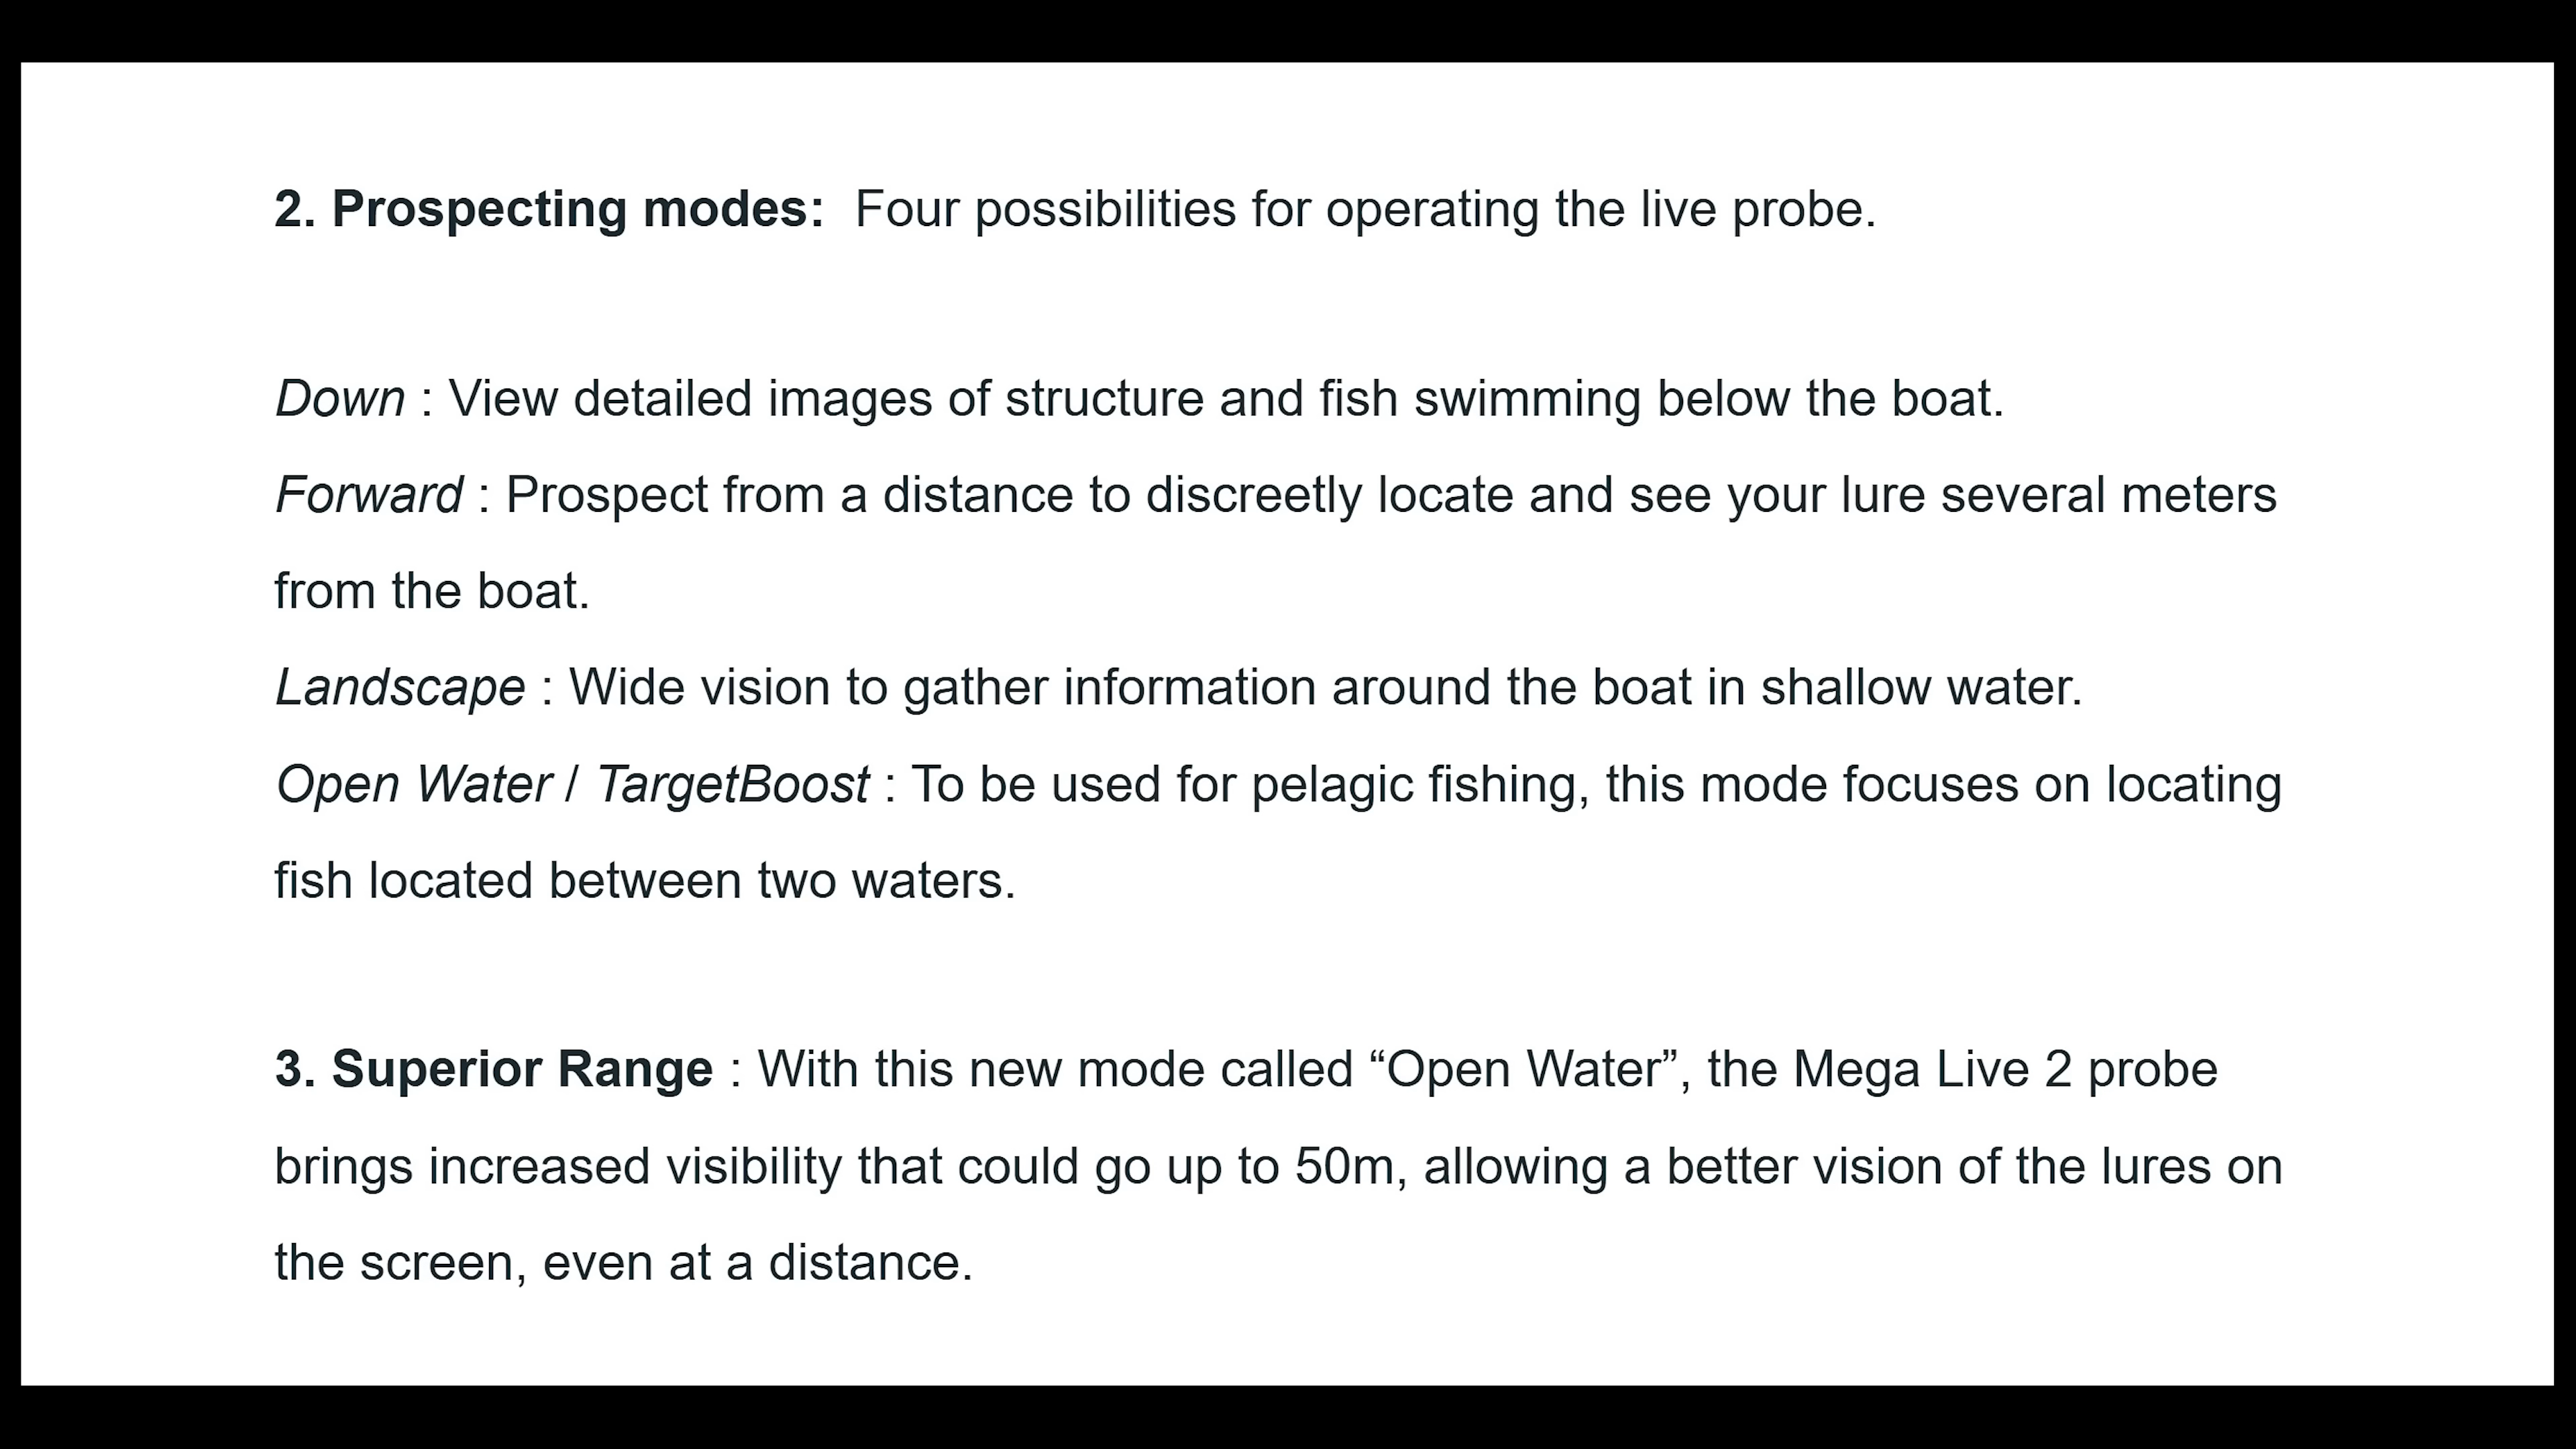 2. Prospecting modes:  Four possibilities for operating the live probe.
Down : View detailed images of structure and fish swimming below the boat.
Forward : Prospect from a distance to discreetly locate and see your lure several meters
from the boat.
Landscape : Wide vision to gather information around the boat in shallow water.
Open Water / TargetBoost : To be used for pelagic fishing, this mode focuses on locating
fish located between two waters.
3. Superior Range : With this new mode called “Open Water”, the Mega Live 2 probe
brings increased visibility that could go up to 50m, allowing a better vision of the lures on
the screen, even at a distance.